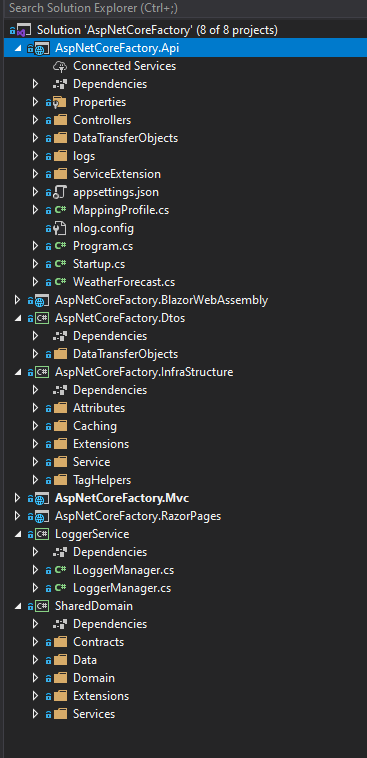 Search Solution Explorer (Ctrl+;)
Solution 'AspNetCoreFactory' (8 of 8 projects)
AspNetCoreFactory.Api
Connected Services
Dependencies
Properties
Controllers
DataTransferObjects
logs
ServiceExtension
appsettings.json
C# MappingProfile.cs
nlog.config
C# Program.cs
C# Startup.cs
C# WeatherForecast.cs
AspNetCoreFactory.BlazorWebAssembly
C# AspNetCoreFactory.Dtos
Dependencies
DataTransferObjects
C# AspNetCoreFactory.InfraStructure
Dependencies
Attributes
Caching
Extensions
Service
TagHelpers
AspNetCoreFactory.Mvc
AspNetCoreFactory.RazorPages
C# LoggerService
Dependencies
C# ILoggerManager.cs
C# LoggerManager.cs
C# SharedDomain
Dependencies
Contracts
Data
Domain
Extensions
Services